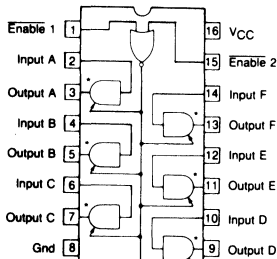 Enable 1 1 16 VCC
Input A 2 15 Enable 2
Output A 3 14 Input F
Input B 4 13 Output F
Output B 5 12 Input E
Input C 6 11 Output E
Output C 7 10 Input D
Gnd 8 9 Output D
* * * * * *